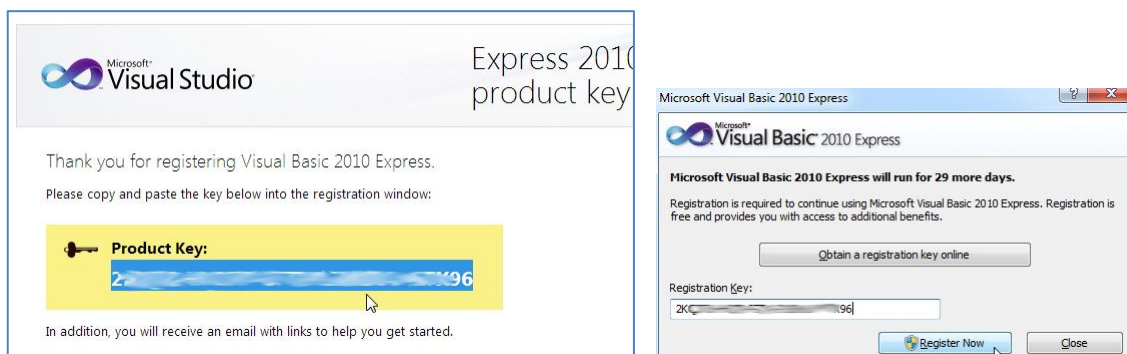 Microsoft
Visual Studio
Express 2010
product key
Thank you for registering Visual Basic 2010 Express.
Please copy and paste the key below into the registration window:
Product Key:
In addition, you will receive an email with links to help you get started.
Microsoft Visual Basic 2010 Express
Microsoft
Visual Basic 2010 Express
Microsoft Visual Basic 2010 Express will run for 29 more days.
Registration is required to continue using Microsoft Visual Basic 2010 Express. Registration is
free and provides you with access to additional benefits.
Obtain a registration key online
Registration Key:
Register Now
Close